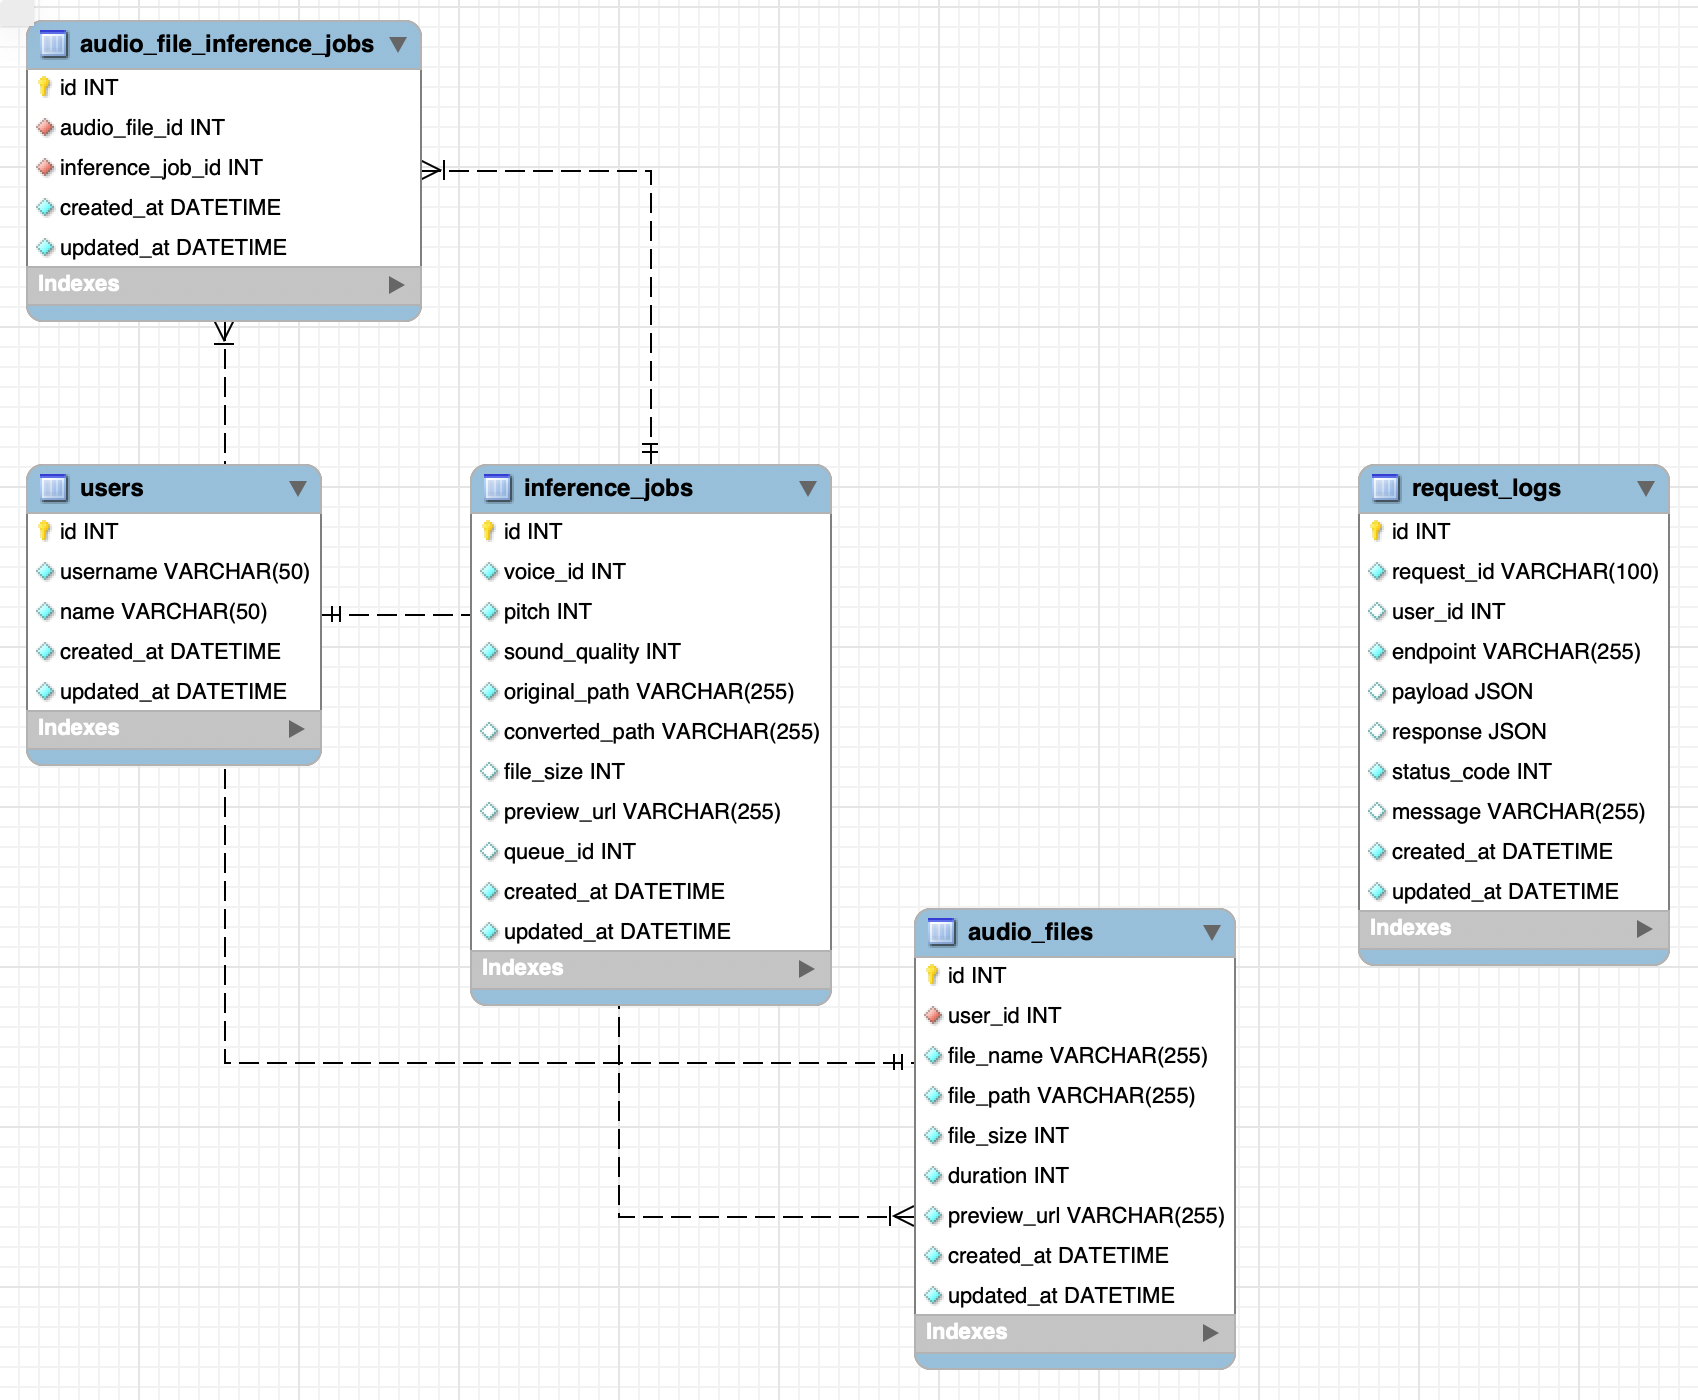 audio_file_inference_jobs
id INT
audio_file_id INT
inference_job_id INT
created_at DATETIME
updated_at DATETIME
Indexes
users
id INT
username VARCHAR(50)
name VARCHAR(50)
created_at DATETIME
updated_at DATETIME
Indexes
inference_jobs
id INT
voice_id INT
pitch INT
sound_quality INT
original_path VARCHAR(255)
converted_path VARCHAR(255)
file_size INT
preview_url VARCHAR(255)
queue_id INT
created_at DATETIME
updated_at DATETIME
Indexes
audio_files
id INT
user_id INT
file_name VARCHAR(255)
file_path VARCHAR(255)
file_size INT
duration INT
preview_url VARCHAR(255)
created_at DATETIME
updated_at DATETIME
Indexes
request_logs
id INT
request_id VARCHAR(100)
user_id INT
endpoint VARCHAR(255)
payload JSON
response JSON
status_code INT
message VARCHAR(255)
created_at DATETIME
updated_at DATETIME
Indexes